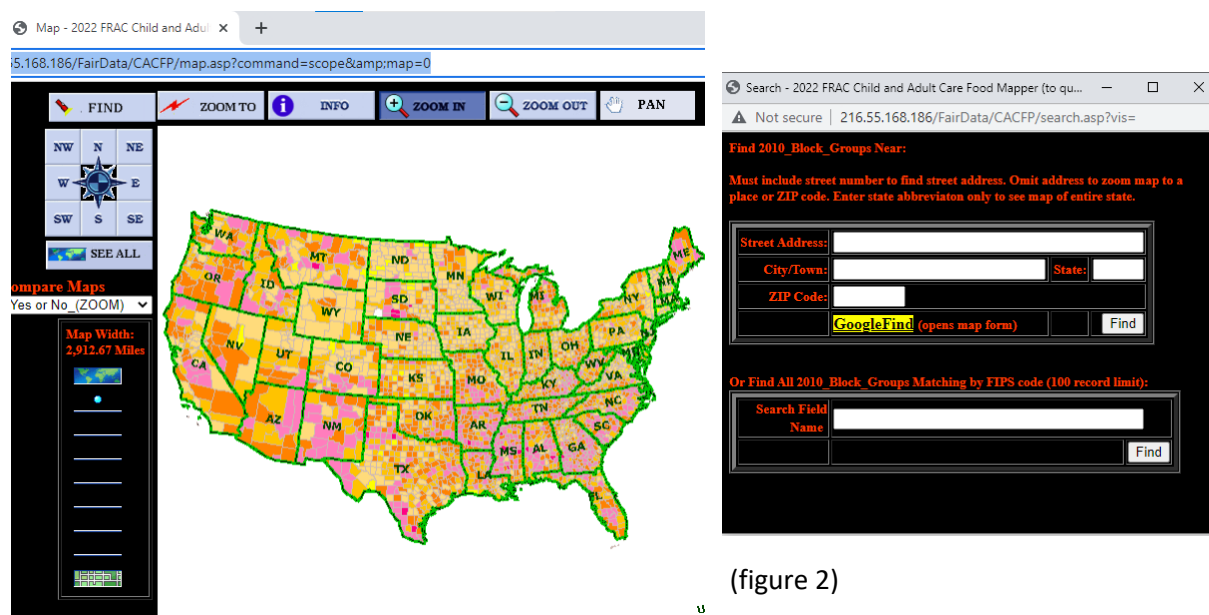 Map - 2022 FRAC Child and Adul
55.168.186/FairData/CACFP/map.asp?command=scope&amp;map=0
FIND
ZOOM TO
INFO
ZOOM IN
ZOOM OUT
PAN
NW N NE
W E
SW S SE
SEE ALL
ompare Maps
Yes or No_(ZOOM)
Map Width:
2,912.67 Miles
WA
MT
ND
MN
ME
OR
ID
SD
WI
MI
NY
NH
MA
WY
IA
PA
NE
NV
UT
IL
IN
OH
CA
CO
KS
MO
KY
WV
VA
AZ
NM
OK
AR
TN
NC
SC
MS
AL
GA
TX
LA
FL
Search - 2022 FRAC Child and Adult Care Food Mapper (to qu...
Not secure 216.55.168.186/FairData/CACFP/search.asp?vis=
Find 2010_Block_Groups Near:
Must include street number to find street address. Omit address to zoom map to a
place or ZIP code. Enter state abbreviaton only to see map of entire state.
Street Address:
City/Town: State:
ZIP Code:
GoogleFind (opens map form) Find
Or Find All 2010_Block_Groups Matching by FIPS code (100 record limit):
Search Field
Name
Find
(figure 2)